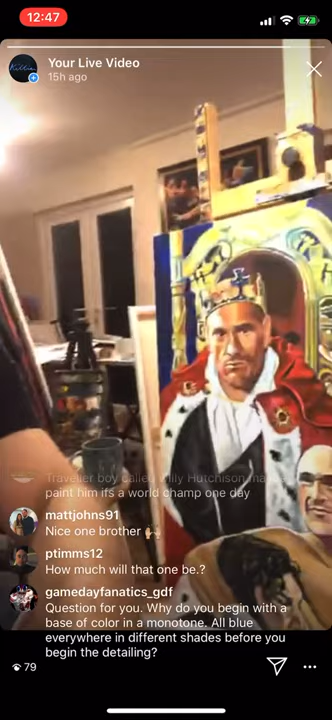 12:47
Your Live Video
15h ago
Traveller boy called Billy Hutchison
paint him ifs a world champ one day
mattjohns91
Nice one brother 🙌🏼
ptimms12
How much will that one be.?
gamedayfanatics_gdf
Question for you. Why do you begin with a
base of color in a monotone. All blue
everywhere in different shades before you
begin the detailing?
79